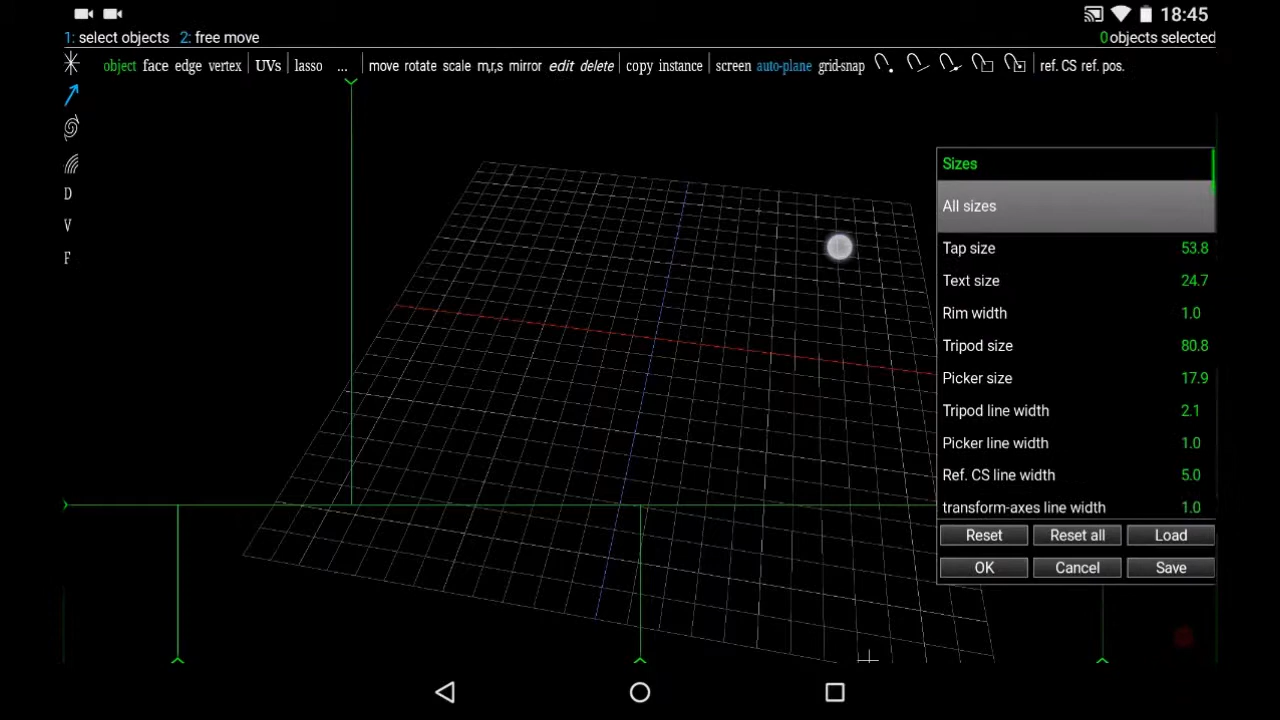 18:45
1: select objects 2: free move 0 objects selected
object face edge vertex UVs lasso ... move rotate scale m,r,s mirror edit delete copy instance screen auto-plane grid-snap ref. CS ref. pos.
D
V
F
Sizes
All sizes
Tap size 53.8
Text size 24.7
Rim width 1.0
Tripod size 80.8
Picker size 17.9
Tripod line width 2.1
Picker line width 1.0
Ref. CS line width 5.0
transform-axes line width 1.0
Reset Reset all Load
OK Cancel Save